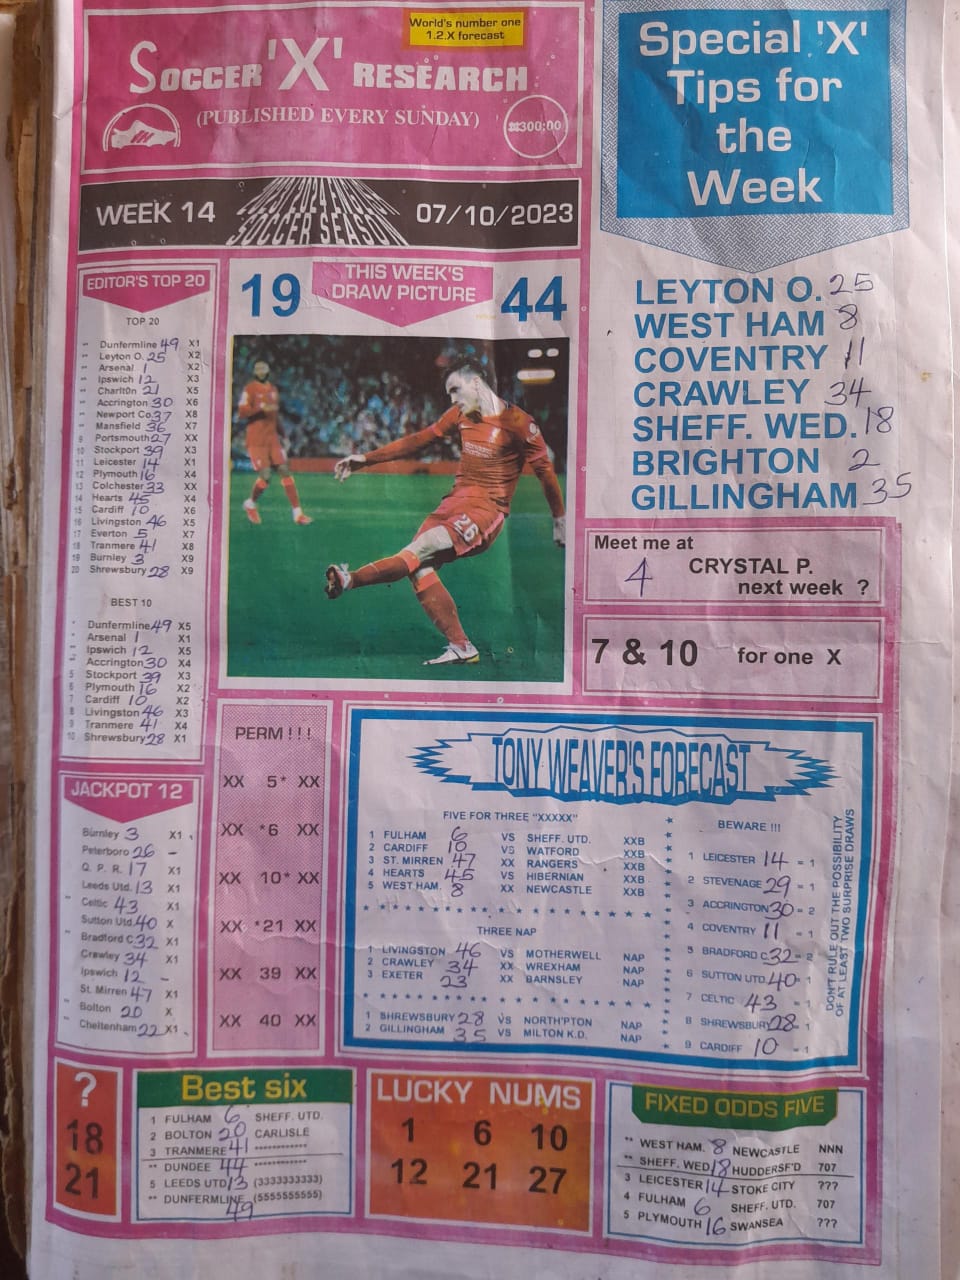 World's number one
1.2.X forecast
SOCCER 'X' RESEARCH
(PUBLISHED EVERY SUNDAY)
₦300:00
WEEK 14
2023/2024 ENGLISH
SOCCER SEASON
07/10/2023
Special 'X'
Tips for
the
Week
LEYTON O. 25
WEST HAM 8
COVENTRY 11
CRAWLEY 34
SHEFF. WED. 18
BRIGHTON 2
GILLINGHAM 35
Meet me at
4 CRYSTAL P.
next week ?
7 & 10 for one X
EDITOR'S TOP 20
TOP 20
" Dunfermline 49 X1
" Leyton O. 25 X2
" Arsenal 1 X2
" Ipswich 12 X3
" Charlton 21 X5
" Accrington 30 X6
" Newport Co. 37 X8
" Mansfield 36 X7
9 Portsmouth 27 XX
10 Stockport 39 X3
11 Leicester 14 X1
12 Plymouth 16 X4
13 Colchester 33 XX
14 Hearts 45 X4
15 Cardiff 10 X6
16 Livingston 46 X5
17 Everton 5 X7
18 Tranmere 41 X8
19 Burnley 3 X9
20 Shrewsbury 28 X9
BEST 10
" Dunfermline 49 X5
" Arsenal 1 X1
" Ipswich 12 X5
" Accrington 30 X4
5 Stockport 39 X3
6 Plymouth 16 X2
7 Cardiff 10 X2
8 Livingston 46 X3
9 Tranmere 41 X4
10 Shrewsbury 28 X1
19
THIS WEEK'S
DRAW PICTURE
44
26
JACKPOT 12
Burnley 3 X1
Peterboro 26 –
Q. P. R. 17 X1
Leeds Utd. 13 X1
" Celtic 43 X1
Sutton Utd. 40 X
" Bradford C. 32 X1
Crawley 34 X1
" Ipswich 12 –
St. Mirren 47 X1
" Bolton 20 X
" Cheltenham 22 X1
PERM ! ! !
XX 5* XX
XX *6 XX
XX 10* XX
XX *21 XX
XX 39 XX
XX 40 XX
TONY WEAVER'S FORECAST
FIVE FOR THREE "XXXXX"
1 FULHAM 6 VS SHEFF. UTD. XXB
2 CARDIFF 10 VS WATFORD XXB
3 ST. MIRREN 47 XX RANGERS XXB
4 HEARTS 45 VS HIBERNIAN XXB
5 WEST HAM. 8 XX NEWCASTLE XXB
THREE NAP
1 LIVINGSTON 46 VS MOTHERWELL NAP
2 CRAWLEY 34 XX WREXHAM NAP
3 EXETER 23 XX BARNSLEY NAP
1 SHREWSBURY 28 VS NORTH'PTON NAP
2 GILLINGHAM 35 VS MILTON K.D. NAP
BEWARE !!!
1 LEICESTER 14 = 1
2 STEVENAGE 29 = 1
3 ACCRINGTON 30 = 2
4 COVENTRY 11 = 1
5 BRADFORD C. 32 = 2
6 SUTTON UTD. 40 = 1
7 CELTIC 43 = 1
8 SHREWSBURY 28 = 1
9 CARDIFF 10 = 1
DON'T RULE OUT THE POSSIBILITY
OF AT LEAST TWO SURPRISE DRAWS
?
18
21
Best six
1 FULHAM 6 SHEFF. UTD.
2 BOLTON 20 CARLISLE
3 TRANMERE 41 ************
" DUNDEE 44 ************
5 LEEDS UTD 13 (3333333333)
" DUNFERMLINE 49 (5555555555)
LUCKY NUMS
1 6 10
12 21 27
FIXED ODDS FIVE
" WEST HAM. 8 NEWCASTLE NNN
" SHEFF. WED 18 HUDDERSF'D 707
3 LEICESTER 14 STOKE CITY ???
4 FULHAM 6 SHEFF. UTD. 707
5 PLYMOUTH 16 SWANSEA ???